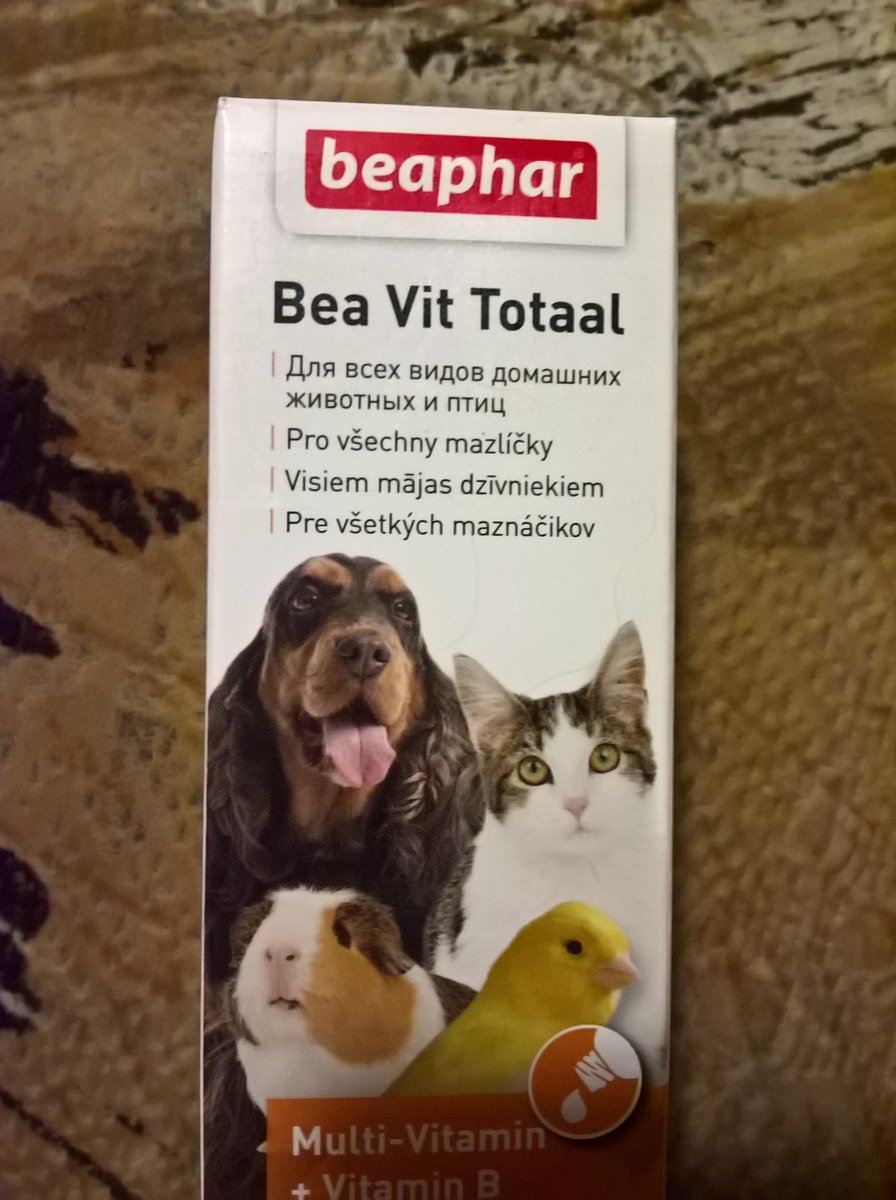 beaphar
Bea Vit Totaal
Для всех видов домашних
животных и птиц
Pro všechny mazlíčky
Visiem mājas dzīvniekiem
Pre všetkých maznáčikov
Multi-Vitamin
+ Vitamin B